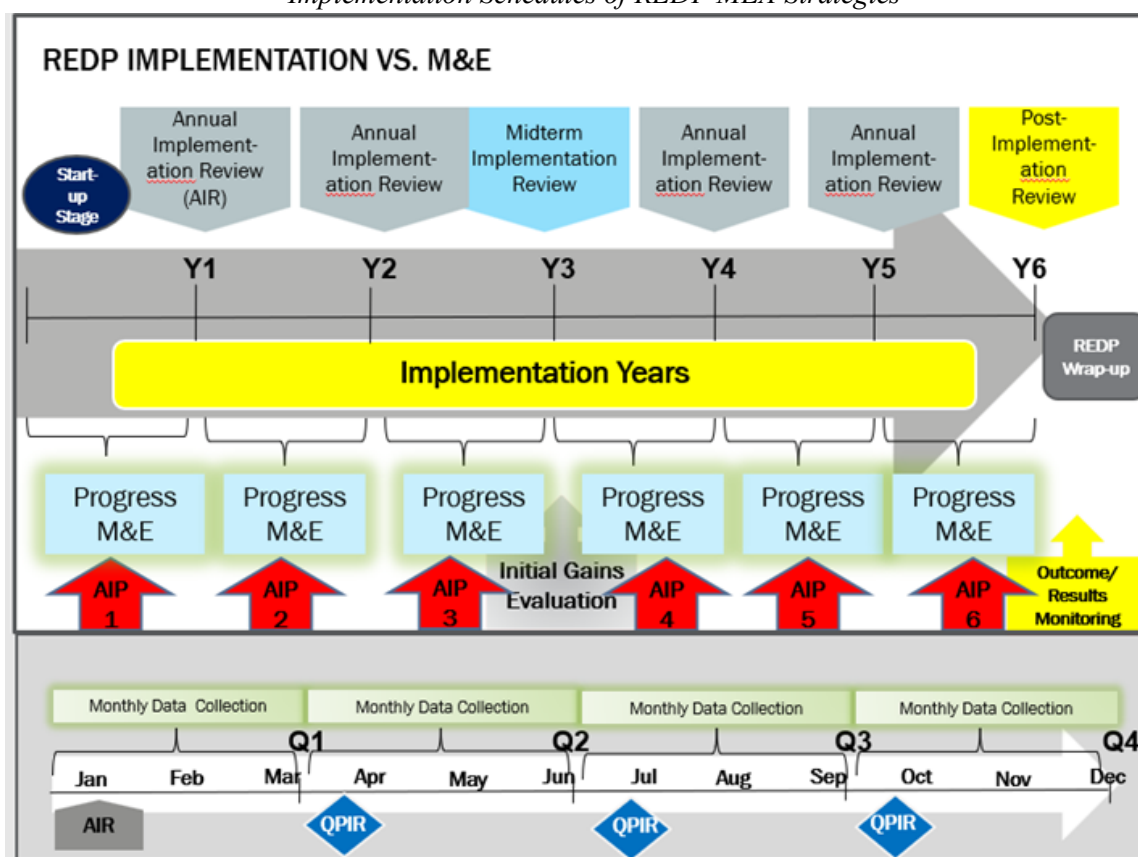 Implementation Schedules of REDP MEA Strategies
REDP IMPLEMENTATION VS. M&E
Start-
up
Stage
Annual
Implement-
ation Review
(AIR)
Annual
Implement-
ation Review
Midterm
Implementation
Review
Annual
Implement-
ation Review
Annual
Implement-
ation Review
Post-
Implement-
ation
Review
Y1
Y2
Y3
Y4
Y5
Y6
REDP
Wrap-up
Implementation Years
Progress
M&E
Progress
M&E
Progress
M&E
Progress
M&E
Progress
M&E
Progress
M&E
AIP
1
AIP
2
AIP
3
Initial Gains
Evaluation
AIP
4
AIP
5
AIP
6
Outcome/
Results
Monitoring
Monthly Data Collection
Monthly Data Collection
Monthly Data Collection
Monthly Data Collection
Q1
Q2
Q3
Q4
Jan Feb Mar Apr May Jun Jul Aug Sep Oct Nov Dec
AIR
QPIR
QPIR
QPIR